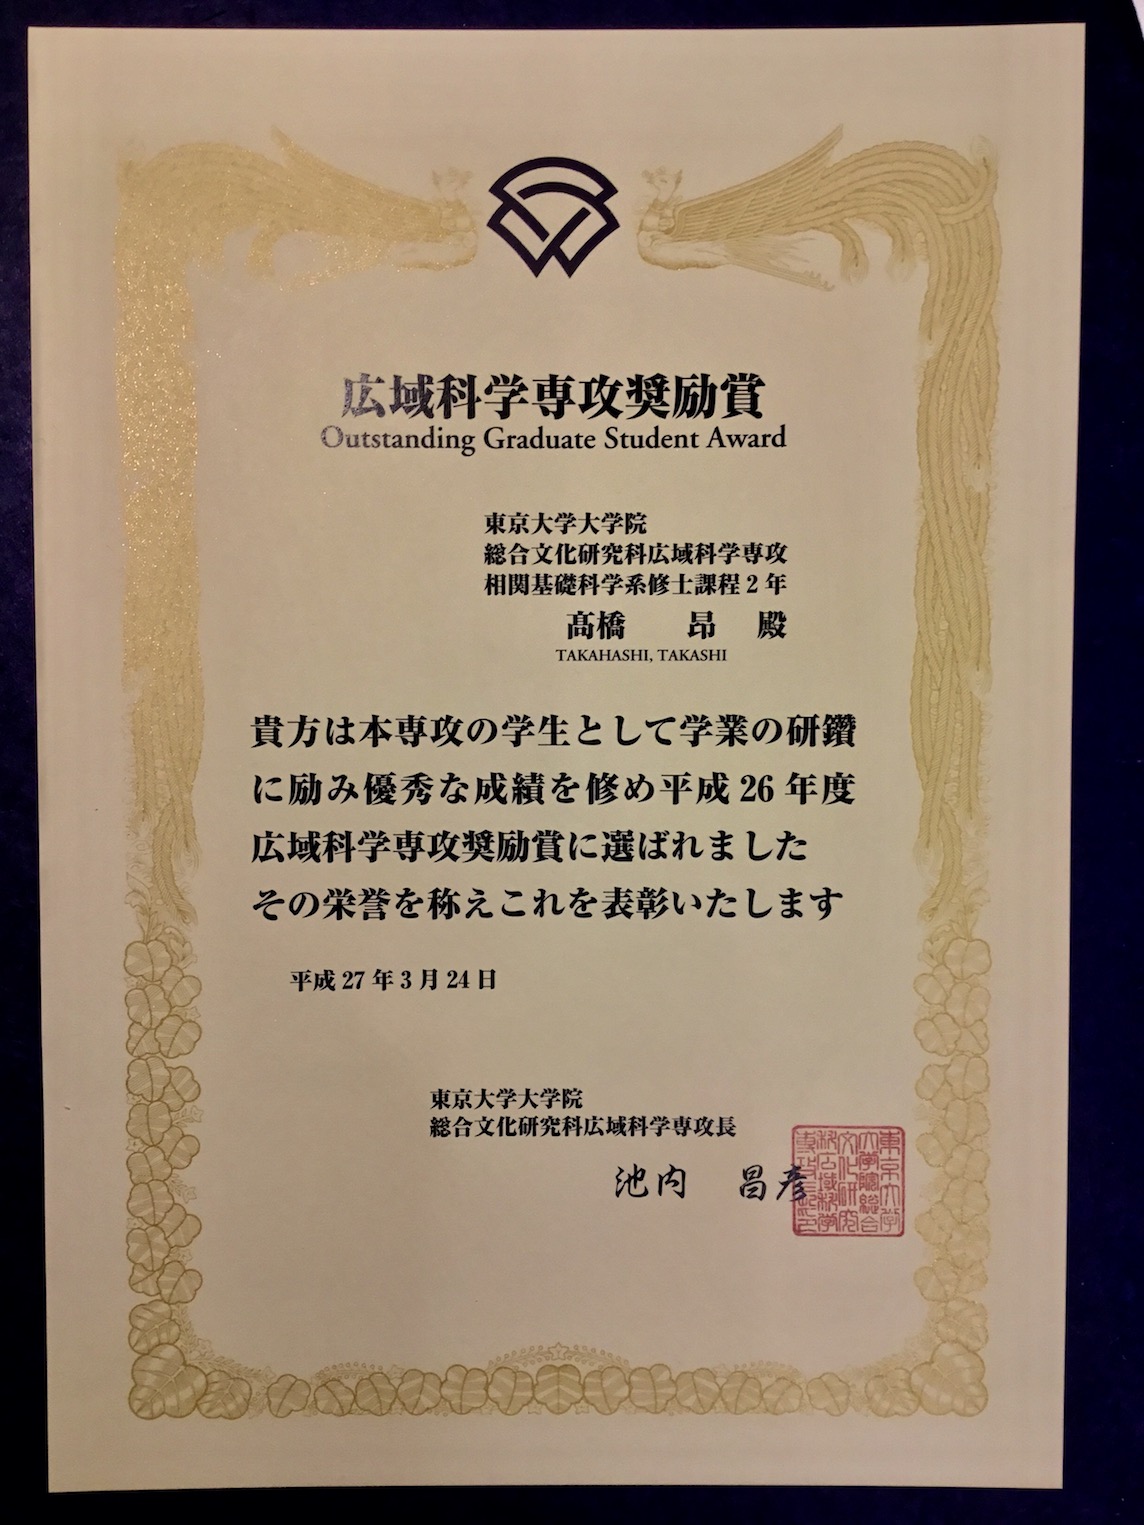 広域科学専攻奨励賞
Outstanding Graduate Student Award
東京大学大学院
総合文化研究科広域科学専攻
相関基礎科学系修士課程2年
髙橋　昂　殿
TAKAHASHI, TAKASHI
貴方は本専攻の学生として学業の研鑽
に励み優秀な成績を修め平成 26 年度
広域科学専攻奨励賞に選ばれました
その栄誉を称えこれを表彰いたします
平成 27 年 3 月 24 日
東京大学大学院
総合文化研究科広域科学専攻長
池内　昌彦
東京大学
大学院総合
文化研究
科広域科学
専攻長之印